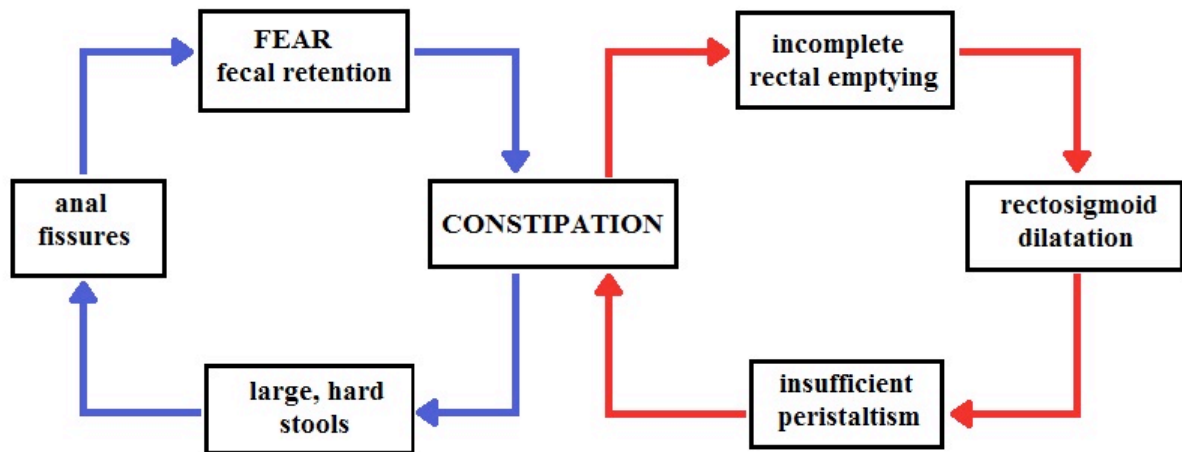 FEAR
fecal retention
incomplete
rectal emptying
anal
fissures
CONSTIPATION
rectosigmoid
dilatation
large, hard
stools
insufficient
peristaltism